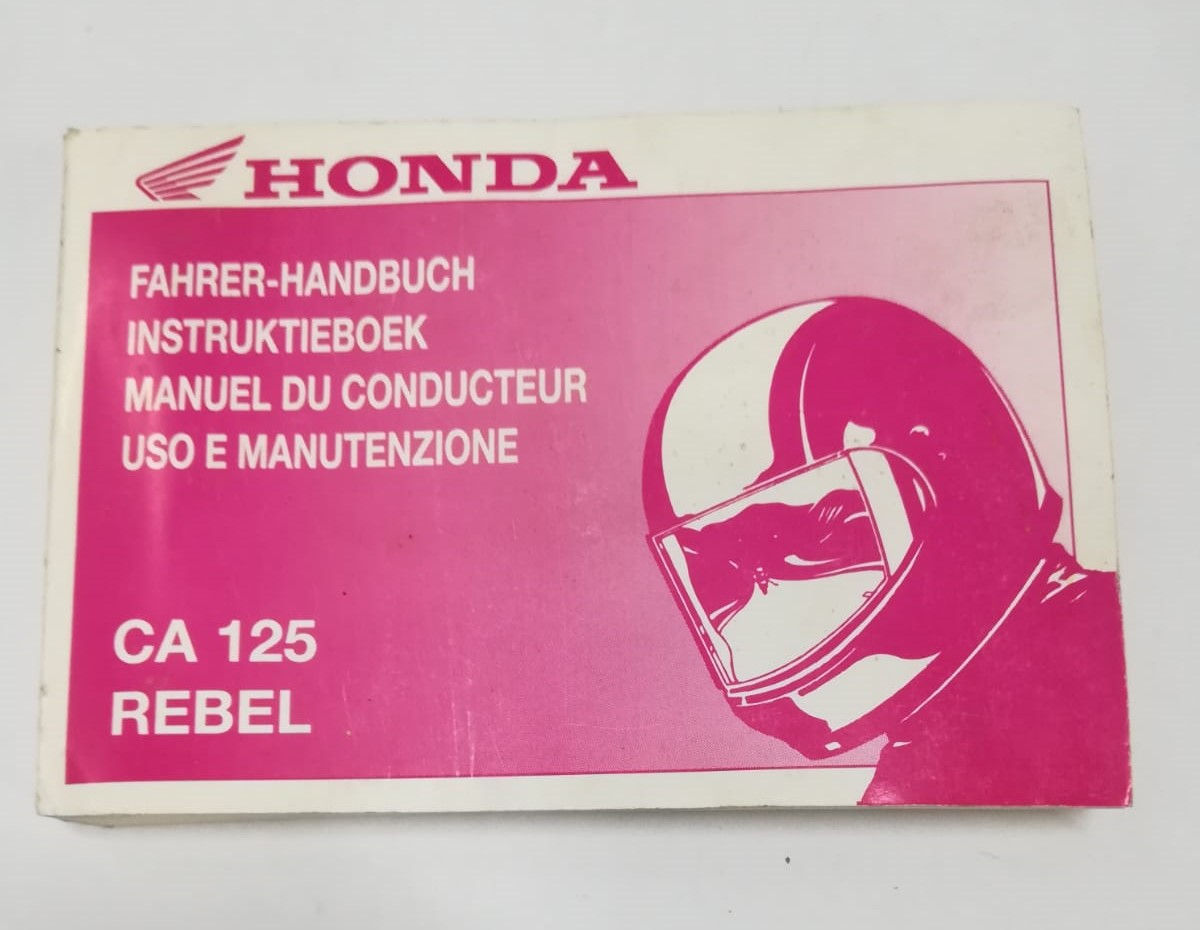 HONDA
FAHRER-HANDBUCH
INSTRUKTIEBOEK
MANUEL DU CONDUCTEUR
USO E MANUTENZIONE
CA 125
REBEL